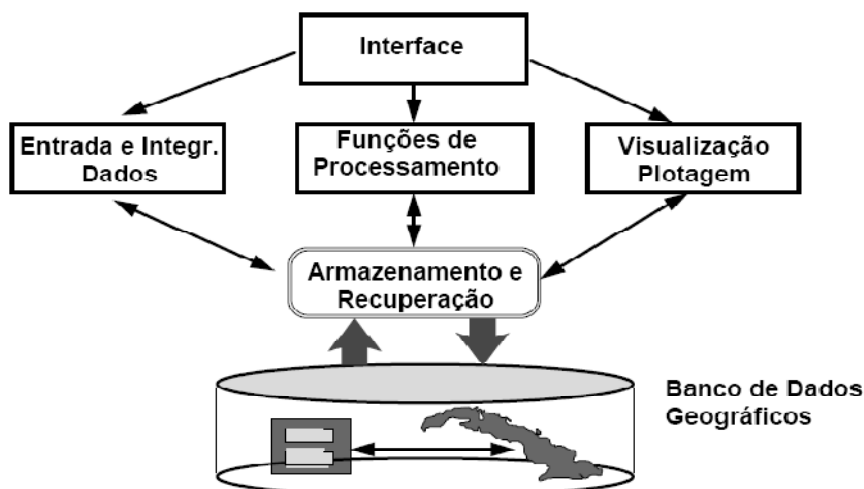 Interface
Entrada e Integr.
Dados
Funções de
Processamento
Visualização
Plotagem
Armazenamento e
Recuperação
Banco de Dados
Geográficos